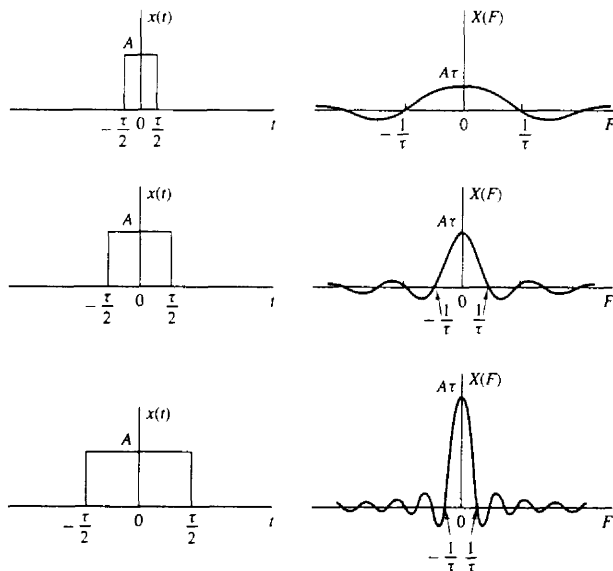 x(t)
A
-τ/2 0 τ/2 t
X(F)
Aτ
-1/τ 0 1/τ F
x(t)
A
-τ/2 0 τ/2 t
X(F)
Aτ
0 F
-1/τ 1/τ
x(t)
A
-τ/2 0 τ/2 t
X(F)
Aτ
0 F
-1/τ 1/τ